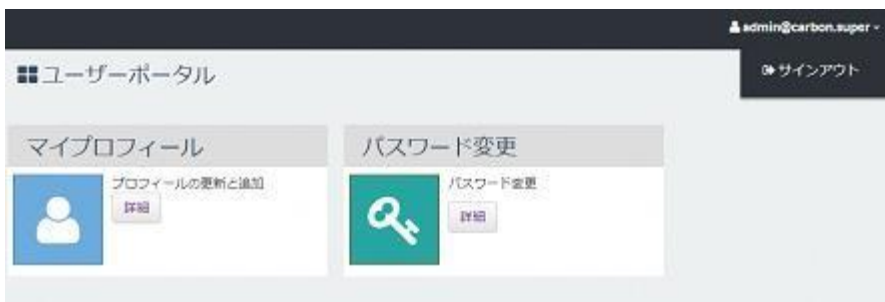 admin@carbon.super
サインアウト
ユーザーポータル
マイプロフィール
プロフィールの更新と追加
詳細
パスワード変更
パスワード変更
詳細